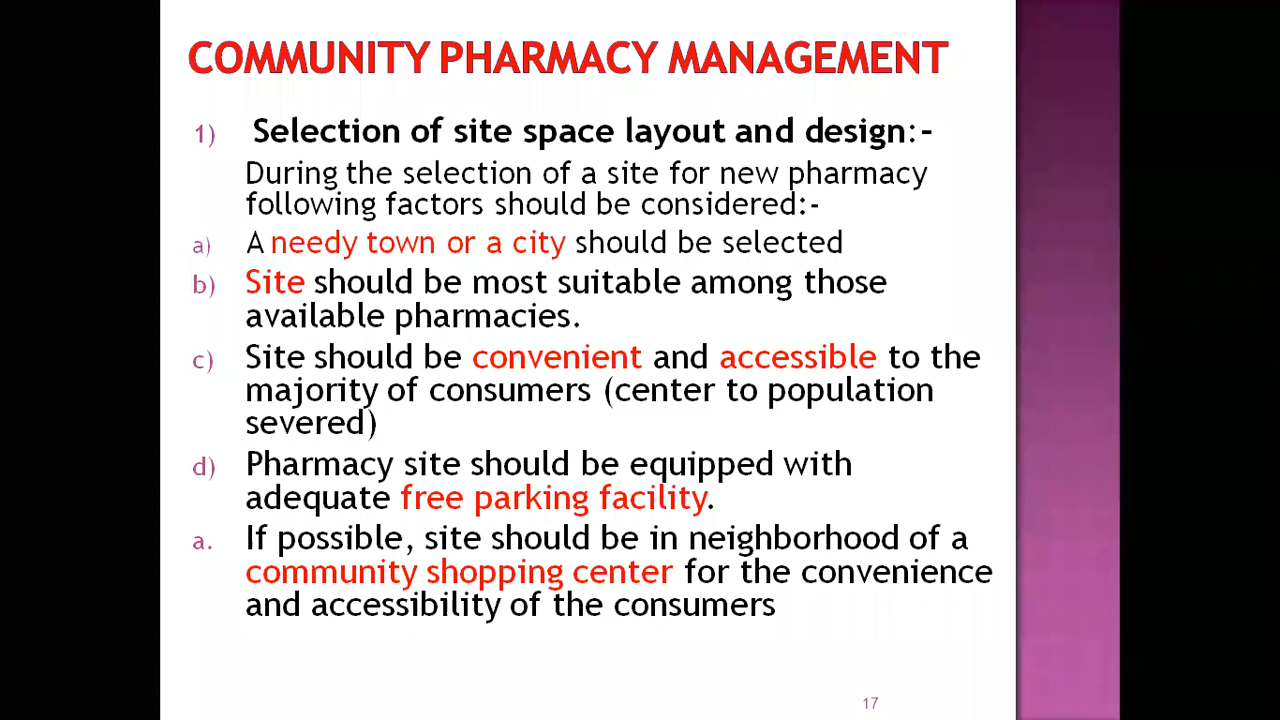 COMMUNITY PHARMACY MANAGEMENT
1) Selection of site space layout and design:-
During the selection of a site for new pharmacy
following factors should be considered:-
a) A needy town or a city should be selected
b) Site should be most suitable among those
available pharmacies.
c) Site should be convenient and accessible to the
majority of consumers (center to population
severed)
d) Pharmacy site should be equipped with
adequate free parking facility.
a. If possible, site should be in neighborhood of a
community shopping center for the convenience
and accessibility of the consumers
17